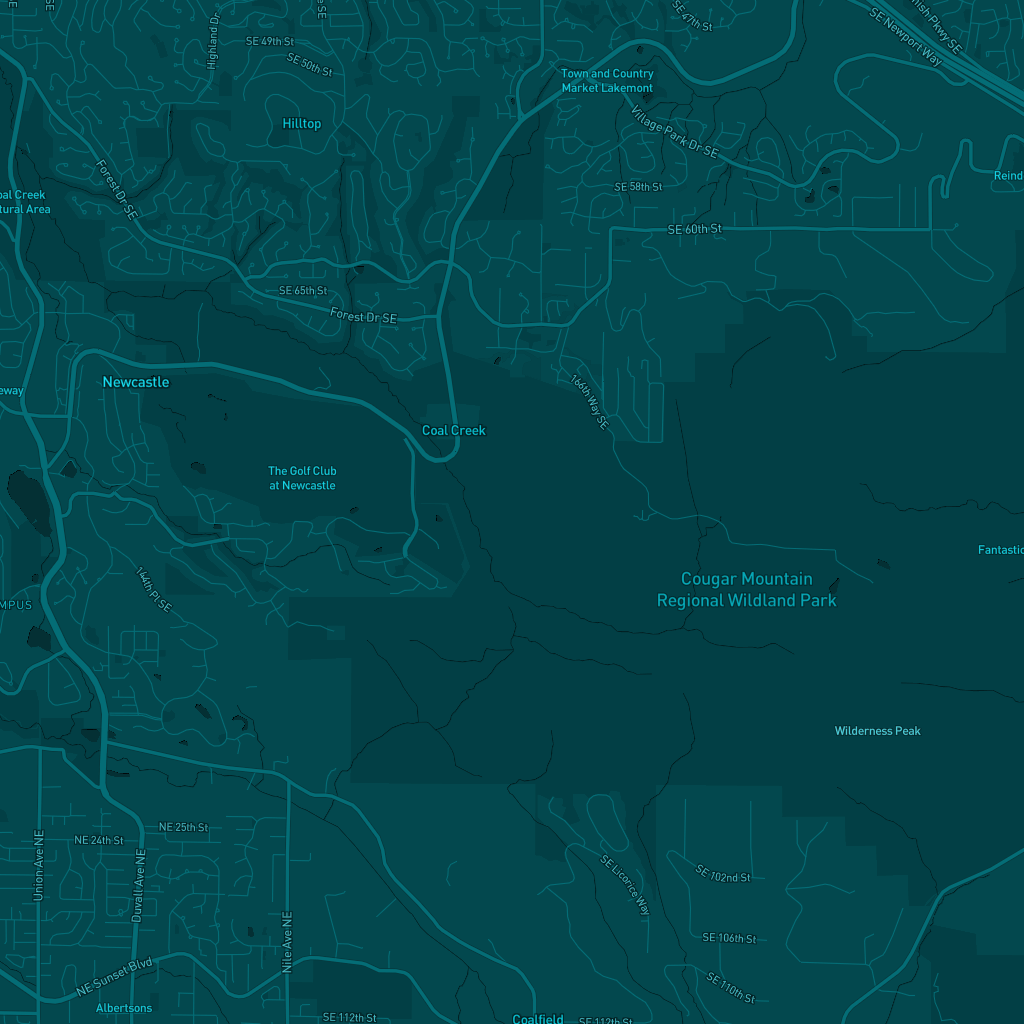 Highland Dr
SE 47th St
SE Newport Way
SE 49th St
SE 50th St
Town and Country
Market Lakemont
Hilltop
Village Park Dr SE
Forest Dr SE
SE 58th St
Reind
oal Creek
tural Area
SE 60th St
SE 65th St
Forest Dr SE
Newcastle
eway
166th Way SE
Coal Creek
The Golf Club
at Newcastle
Fantastic
144th Pl SE
Cougar Mountain
Regional Wildland Park
MPUS
Wilderness Peak
NE 25th St
NE 24th St
Union Ave NE
Duvall Ave NE
SE Licorice Way
SE 102nd St
Nile Ave NE
SE 106th St
NE Sunset Blvd
SE 110th St
Albertsons
SE 112th St
Coalfield
SE 112th St